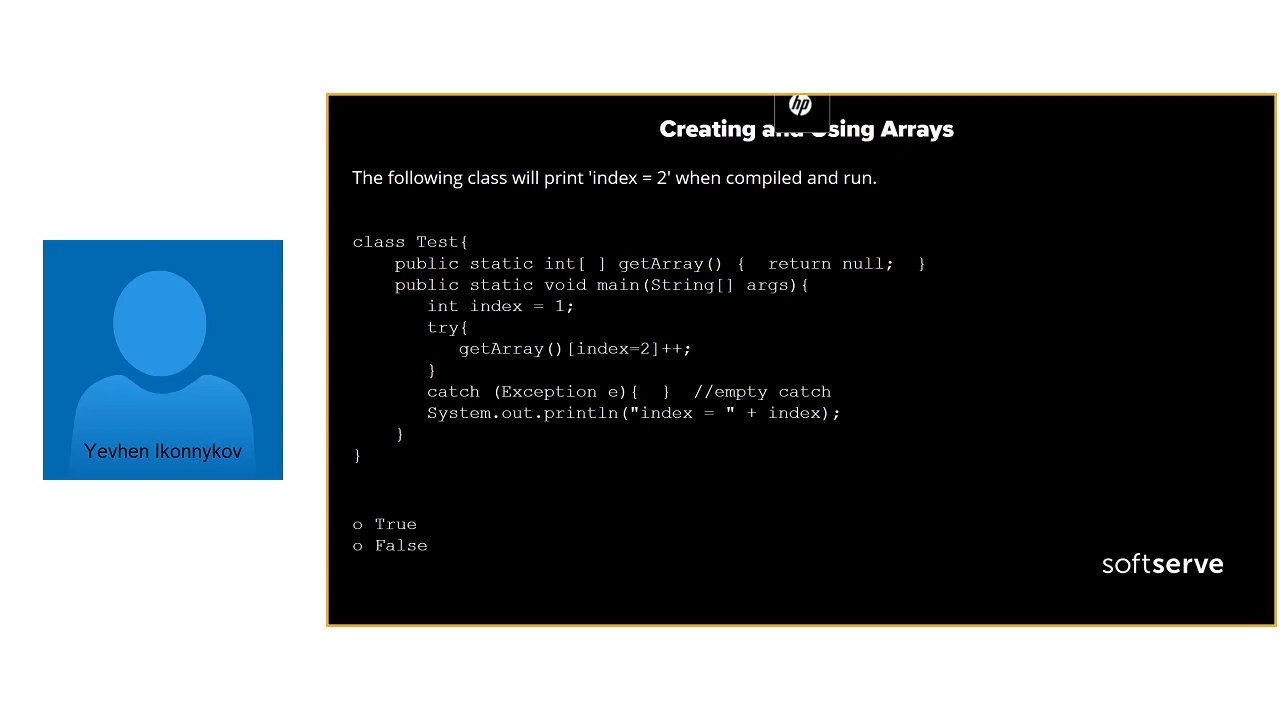 hp
Creating and Using Arrays
The following class will print 'index = 2' when compiled and run.
class Test{
public static int[ ] getArray() {  return null;  }
public static void main(String[] args){
int index = 1;
try{
getArray()[index=2]++;
}
catch (Exception e){  }  //empty catch
System.out.println("index = " + index);
}
}
o True
o False
Yevhen Ikonnykov
softserve